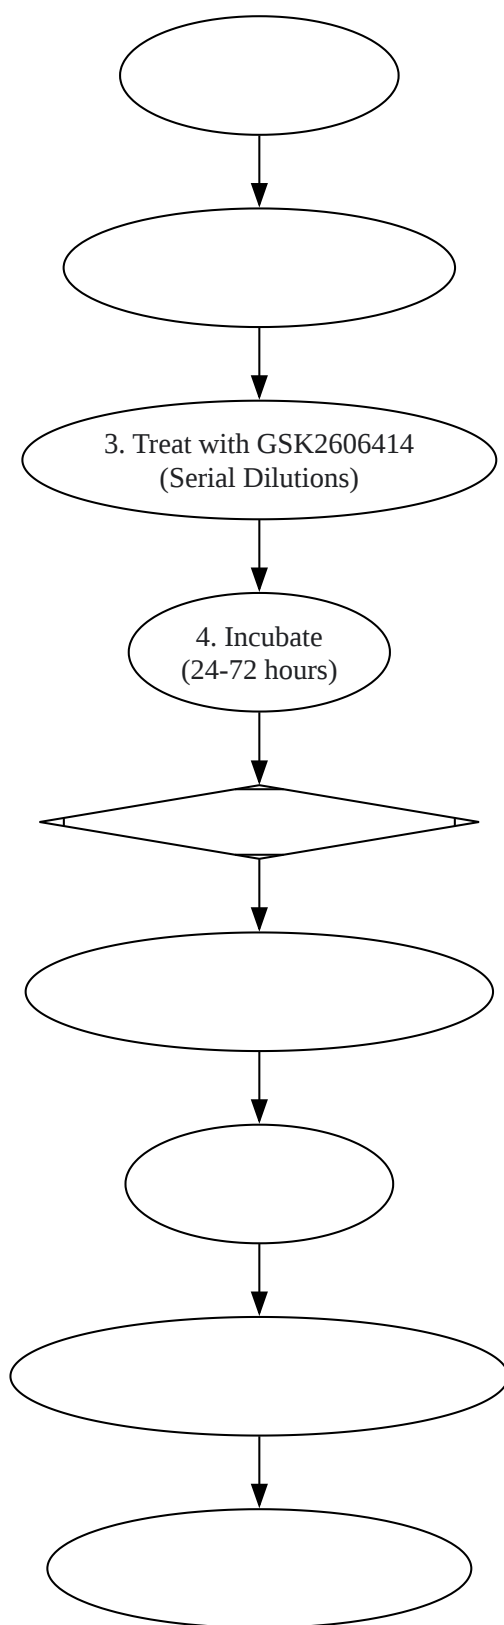 3. Treat with GSK2606414
(Serial Dilutions)
4. Incubate
(24-72 hours)